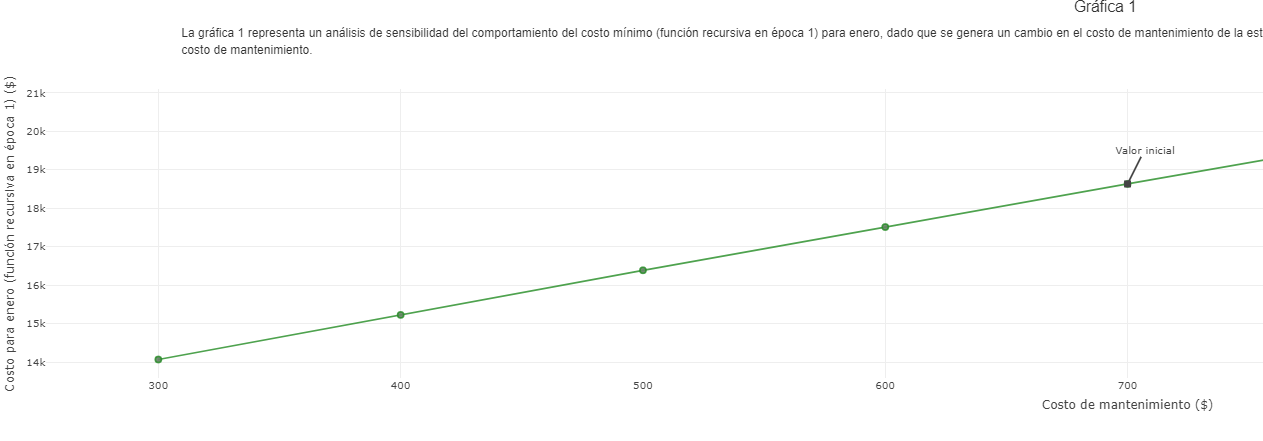 Gráfica 1
La gráfica 1 representa un análisis de sensibilidad del comportamiento del costo mínimo (función recursiva en época 1) para enero, dado que se genera un cambio en el costo de mantenimiento de la est
costo de mantenimiento.
Costo para enero (función recursiva en época 1) ($)
21k
20k
19k
18k
17k
16k
15k
14k
Valor inicial
300
400
500
600
700
Costo de mantenimiento ($)